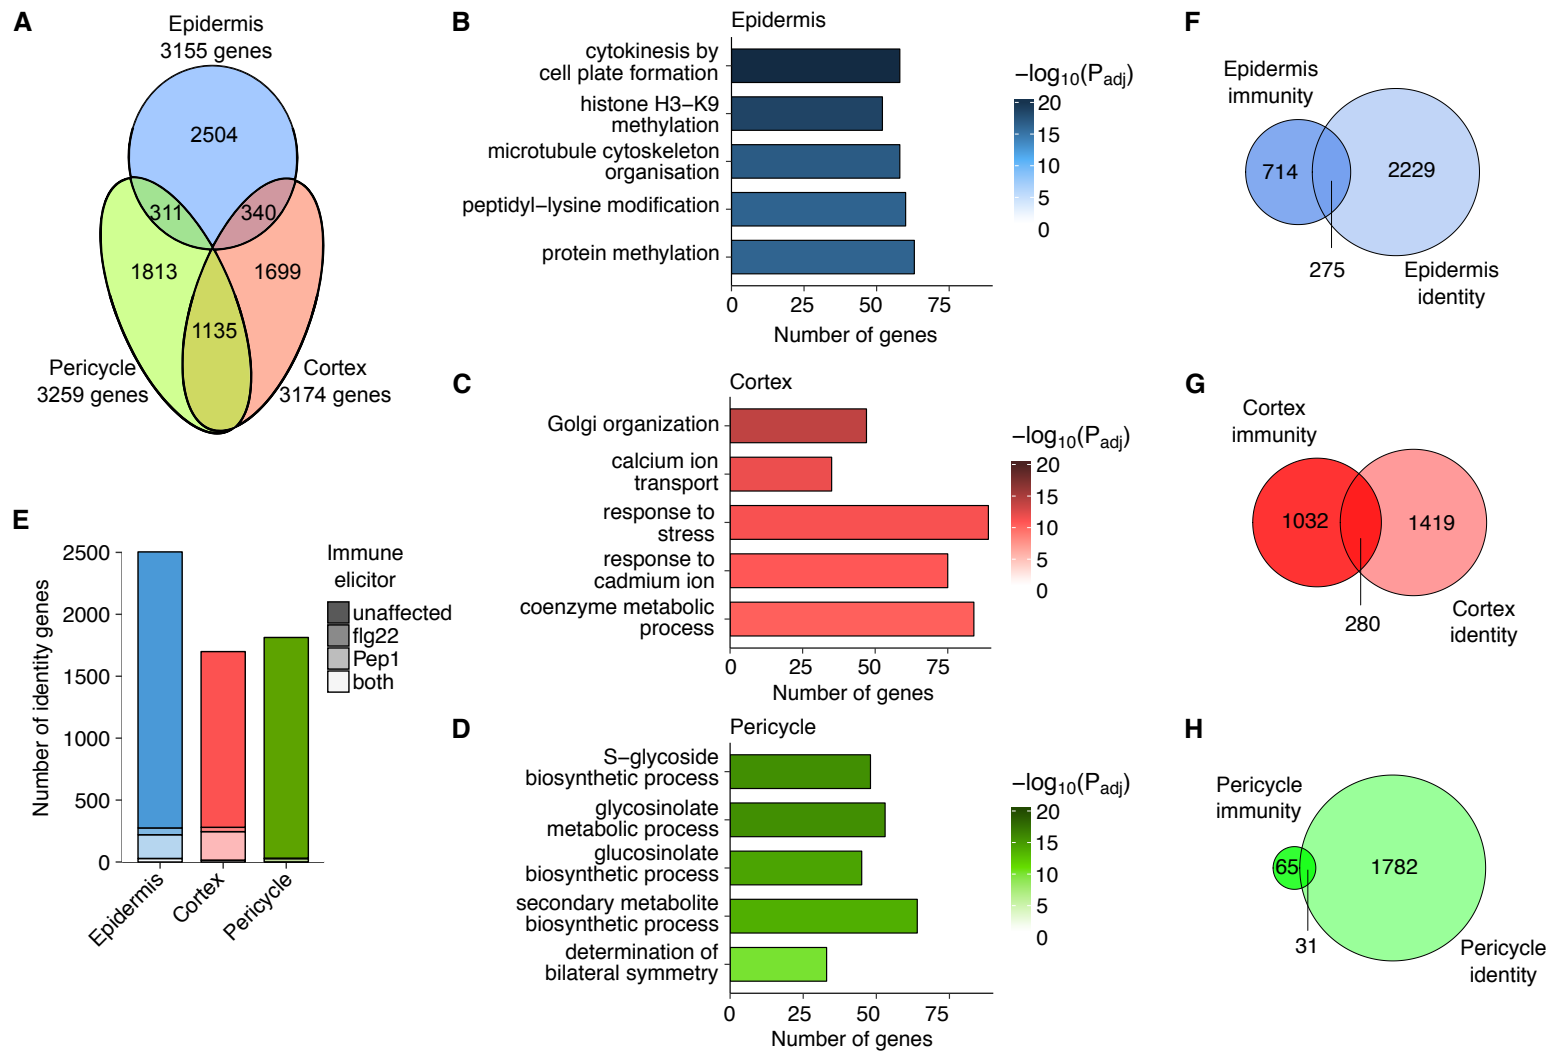 A
Epidermis
3155 genes
2504
311
340
1813
1699
1135
Pericycle
3259 genes
Cortex
3174 genes
B
Epidermis
cytokinesis by
cell plate formation
histone H3−K9
methylation
microtubule cytoskeleton
organisation
peptidyl−lysine modification
protein methylation
0 25 50 75
Number of genes
−log10(Padj)
20
15
10
5
0
C
Cortex
Golgi organization
calcium ion
transport
response to
stress
response to
cadmium ion
coenzyme metabolic
process
0 25 50 75
Number of genes
−log10(Padj)
20
15
10
5
0
D
Pericycle
S−glycoside
biosynthetic process
glycosinolate
metabolic process
glucosinolate
biosynthetic process
secondary metabolite
biosynthetic process
determination of
bilateral symmetry
0 25 50 75
Number of genes
−log10(Padj)
20
15
10
5
0
E
Number of identity genes
2500
2000
1500
1000
500
0
Epidermis
Cortex
Pericycle
Immune
elicitor
unaffected
flg22
Pep1
both
F
Epidermis
immunity
714
2229
275
Epidermis
identity
G
Cortex
immunity
1032
1419
280
Cortex
identity
H
Pericycle
immunity
65
1782
31
Pericycle
identity